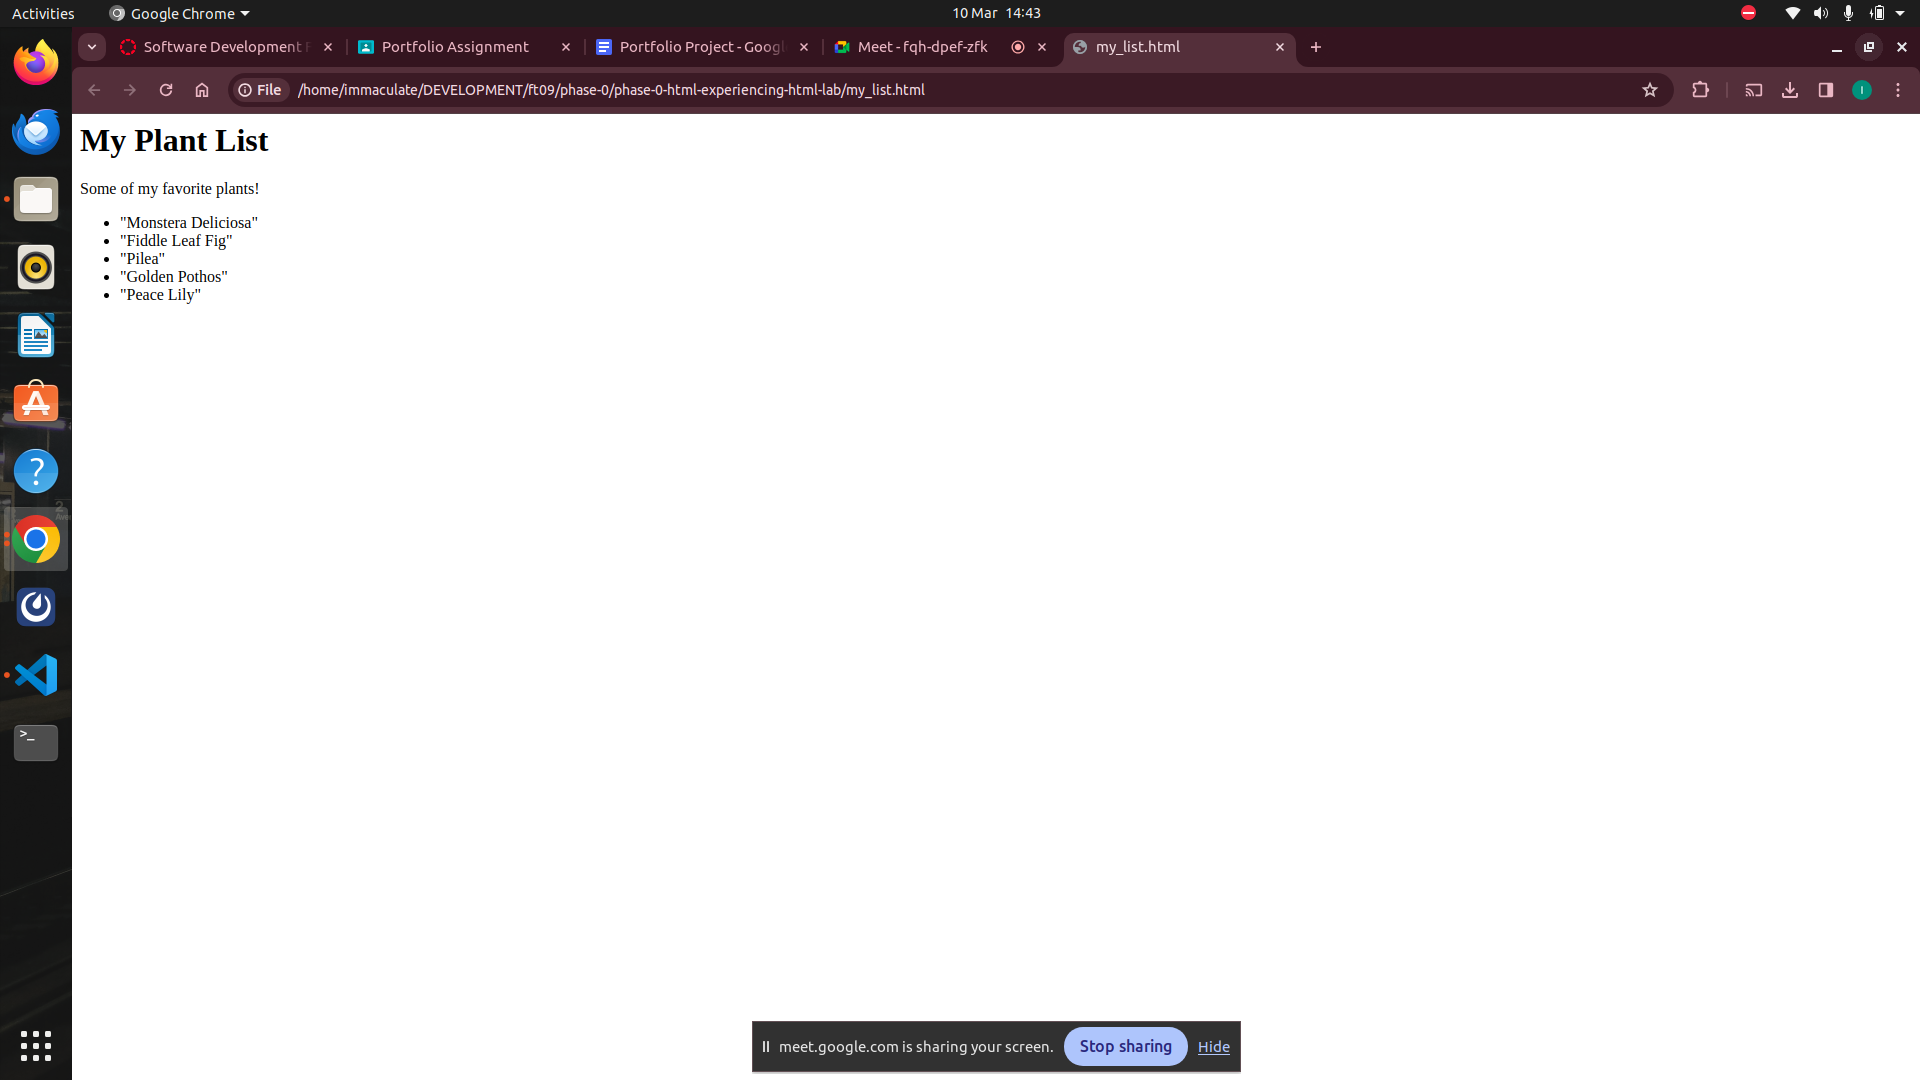 Activities
Google Chrome
10 Mar 14:43
Software Development
Portfolio Assignment
Portfolio Project - Google
Meet - fqh-dpef-zfk
my_list.html
File
/home/immaculate/DEVELOPMENT/ft09/phase-0/phase-0-html-experiencing-html-lab/my_list.html
I
My Plant List
Some of my favorite plants!
• "Monstera Deliciosa"
• "Fiddle Leaf Fig"
• "Pilea"
• "Golden Pothos"
• "Peace Lily"
meet.google.com is sharing your screen.
Stop sharing
Hide